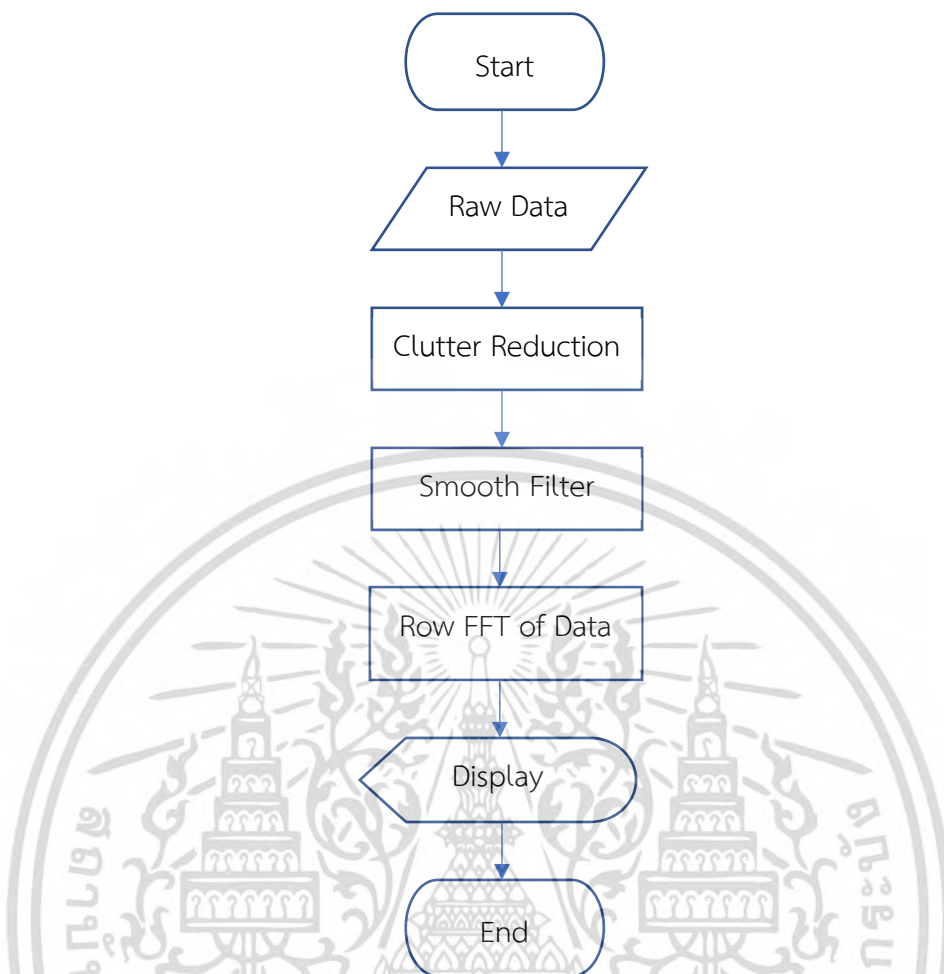 Start
Raw Data
Clutter Reduction
Smooth Filter
Row FFT of Data
Display
End